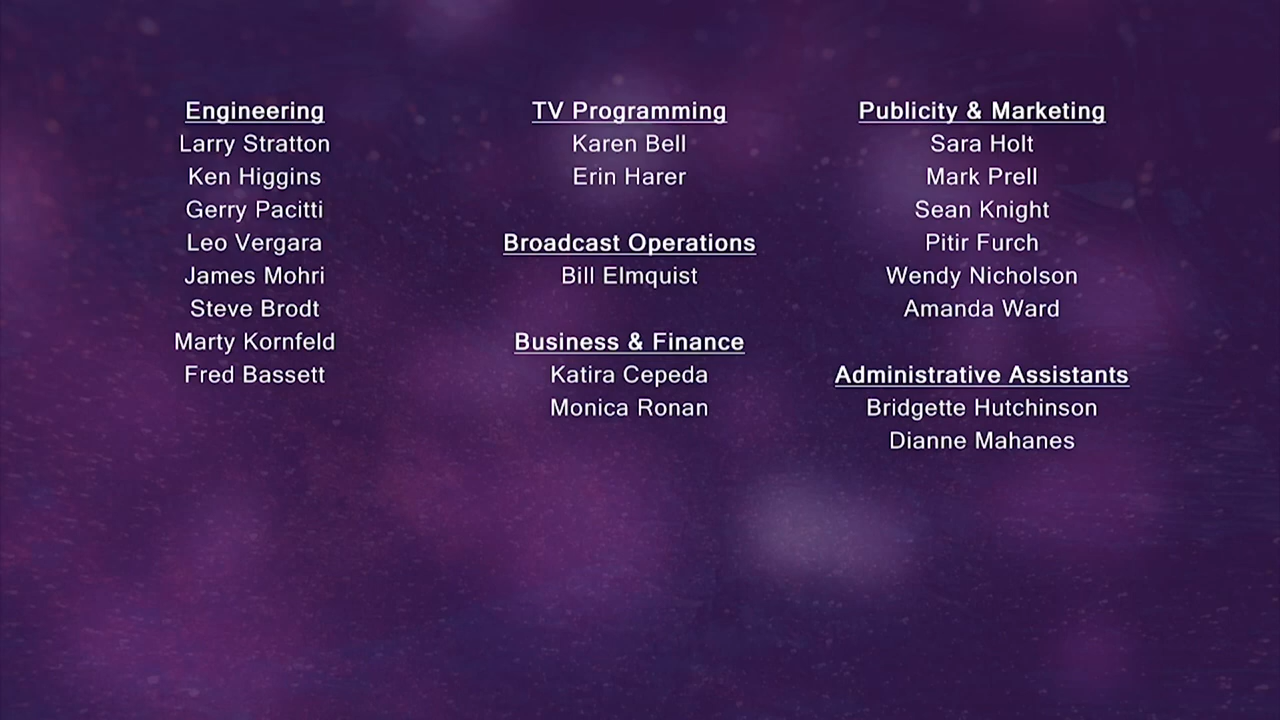 Engineering
Larry Stratton
Ken Higgins
Gerry Pacitti
Leo Vergara
James Mohri
Steve Brodt
Marty Kornfeld
Fred Bassett
TV Programming
Karen Bell
Erin Harer
Broadcast Operations
Bill Elmquist
Business & Finance
Katira Cepeda
Monica Ronan
Publicity & Marketing
Sara Holt
Mark Prell
Sean Knight
Pitir Furch
Wendy Nicholson
Amanda Ward
Administrative Assistants
Bridgette Hutchinson
Dianne Mahanes